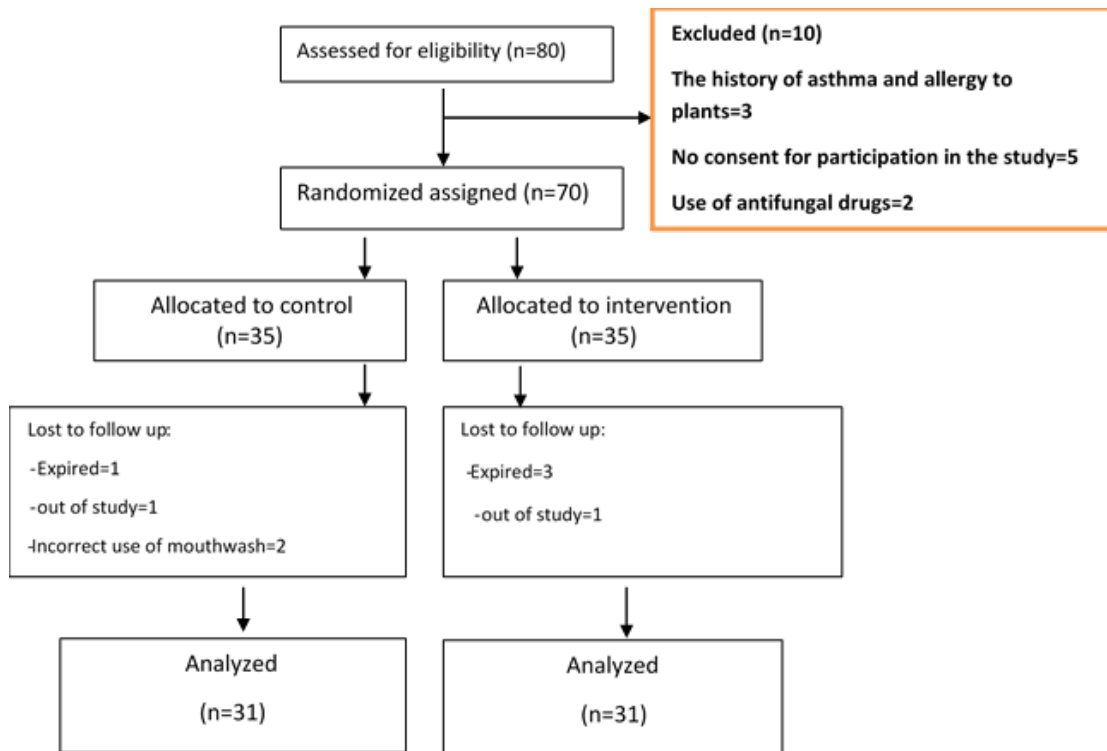 Assessed for eligibility (n=80)
Excluded (n=10)
The history of asthma and allergy to
plants=3
No consent for participation in the study=5
Use of antifungal drugs=2
Randomized assigned (n=70)
Allocated to control
(n=35)
Allocated to intervention
(n=35)
Lost to follow up:
-Expired=1
-out of study=1
-Incorrect use of mouthwash=2
Lost to follow up:
-Expired=3
-out of study=1
Analyzed
(n=31)
Analyzed
(n=31)